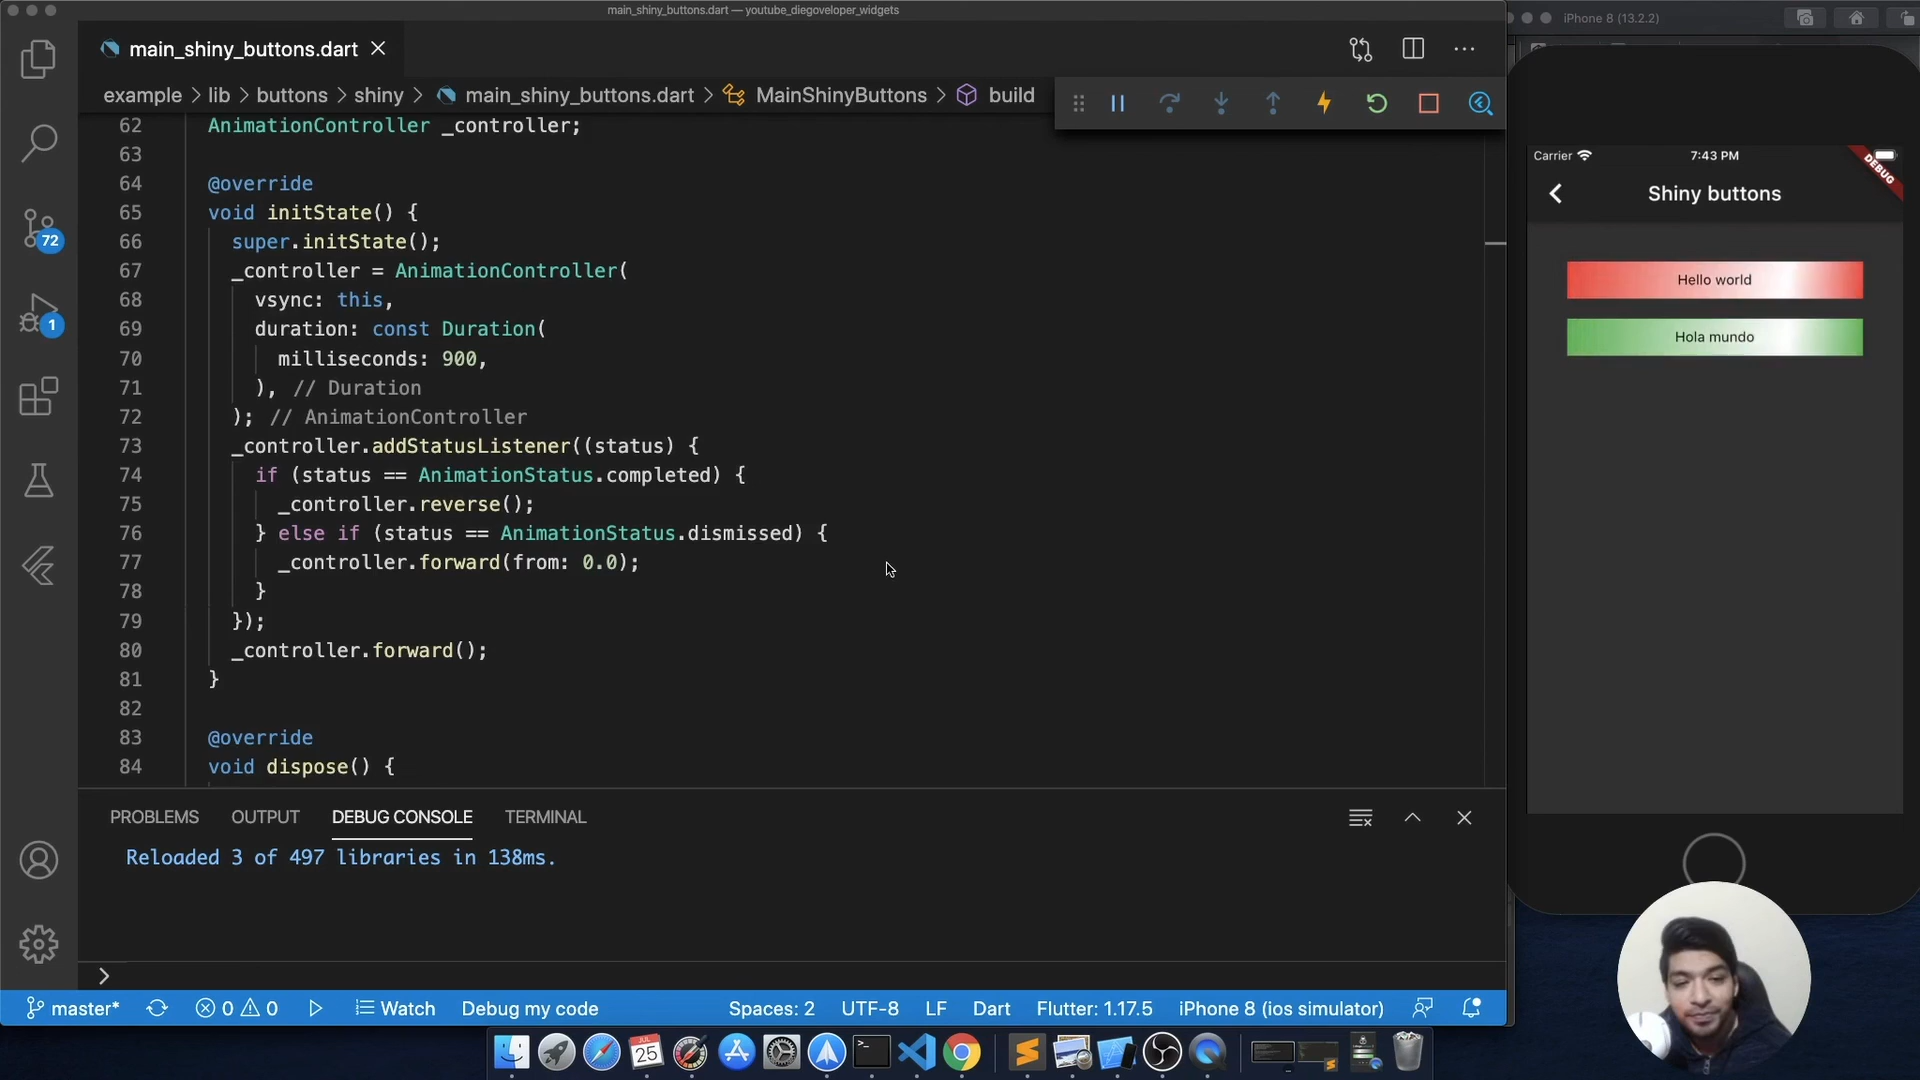 main_shiny_buttons.dart — youtube_diegoveloper_widgets
main_shiny_buttons.dart
example > lib > buttons > shiny > main_shiny_buttons.dart > MainShinyButtons > build
62 AnimationController _controller;
63
64 @override
65 void initState() {
66 super.initState();
67 _controller = AnimationController(
68 vsync: this,
69 duration: const Duration(
70 milliseconds: 900,
71 ), // Duration
72 ); // AnimationController
73 _controller.addStatusListener((status) {
74 if (status == AnimationStatus.completed) {
75 _controller.reverse();
76 } else if (status == AnimationStatus.dismissed) {
77 _controller.forward(from: 0.0);
78 }
79 });
80 _controller.forward();
81 }
82
83 @override
84 void dispose() {
72
1
PROBLEMS OUTPUT DEBUG CONSOLE TERMINAL
Reloaded 3 of 497 libraries in 138ms.
>
master* 0 0 Watch Debug my code Spaces: 2 UTF-8 LF Dart Flutter: 1.17.5 iPhone 8 (ios simulator)
iPhone 8 (13.2.2)
Carrier 7:43 PM
DEBUG
Shiny buttons
Hello world
Hola mundo
JUL
25